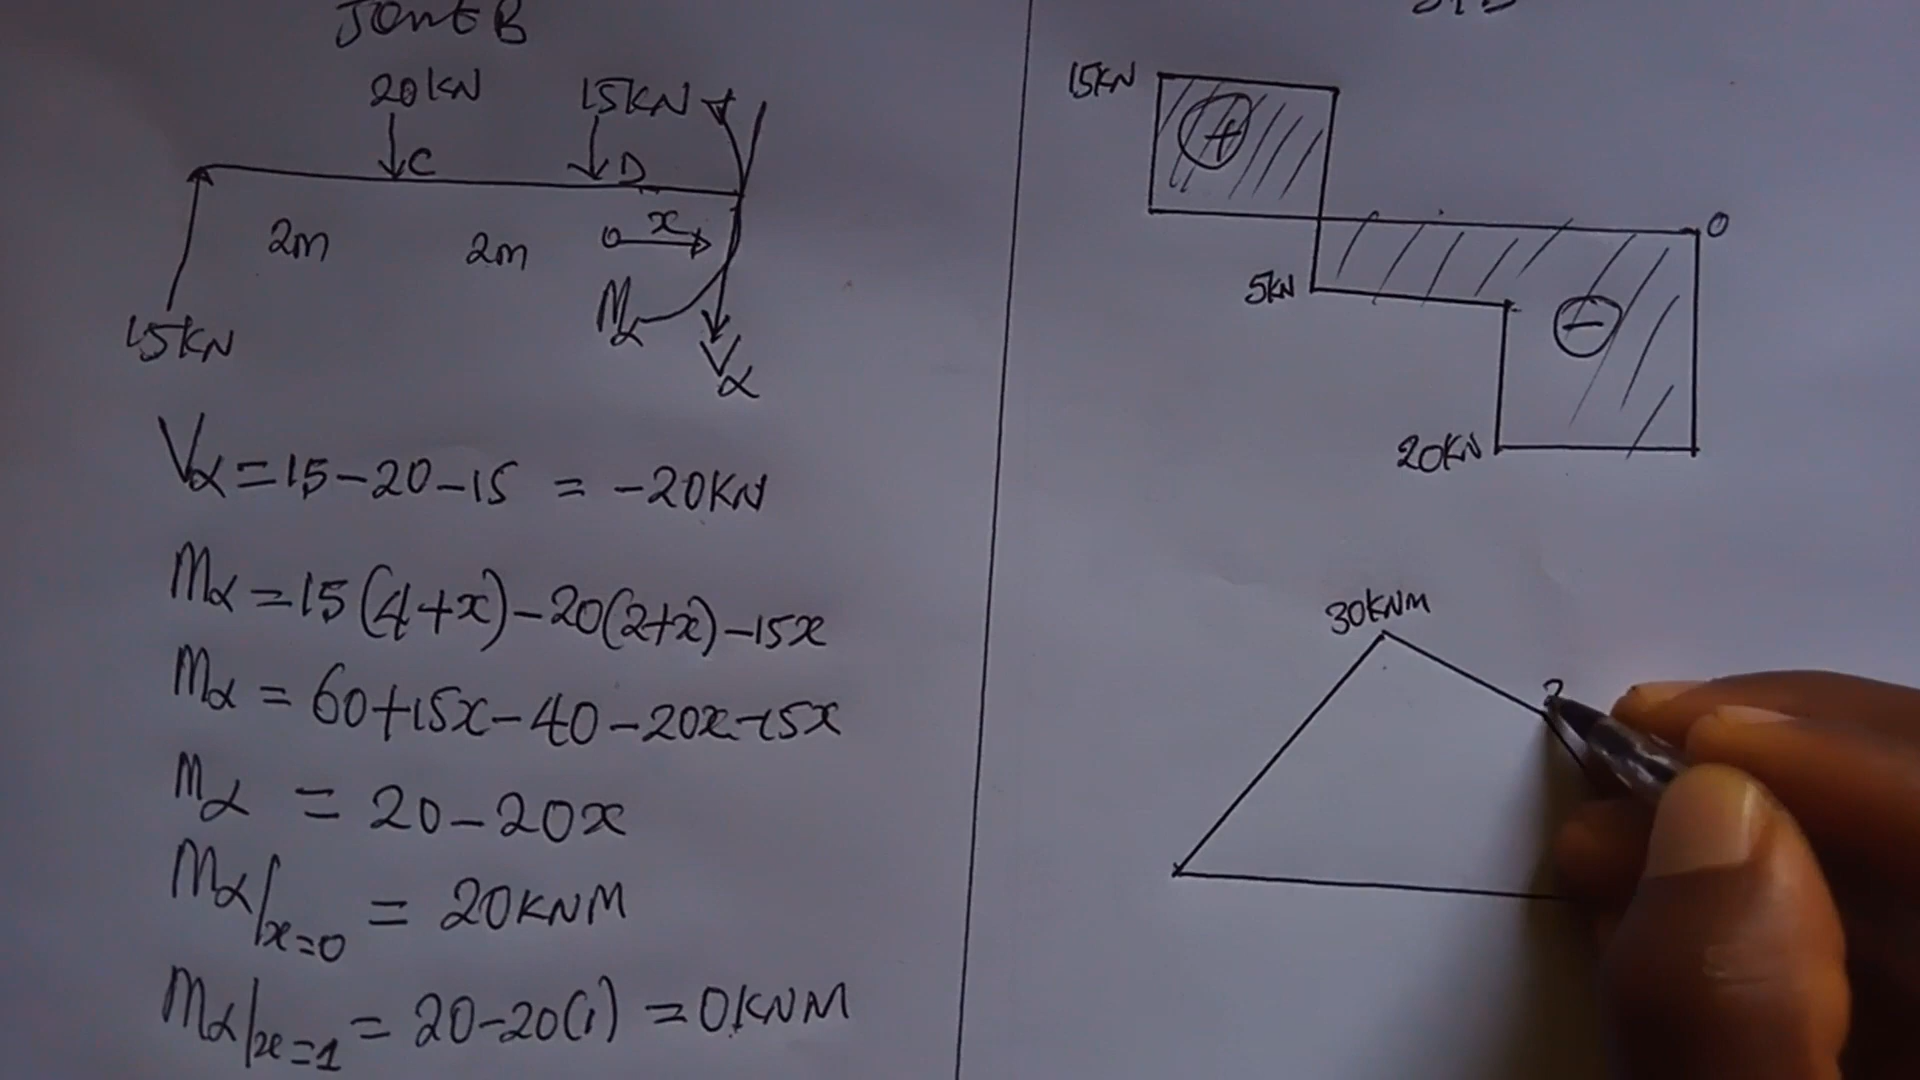 Joint B
20KN
15KN
C
D
x
2m
2m
0
Mx
15KN
Vx
Vx = 15 - 20 - 15 = -20KN
Mx = 15(4+x) - 20(2+x) - 15x
Mx = 60 + 15x - 40 - 20x - 15x
Mx = 20 - 20x
Mx/x=0 = 20KNM
Mx/x=1 = 20 - 20(1) = 0KNM
15KN
+
0
5KN
-
20KN
30KNM
2